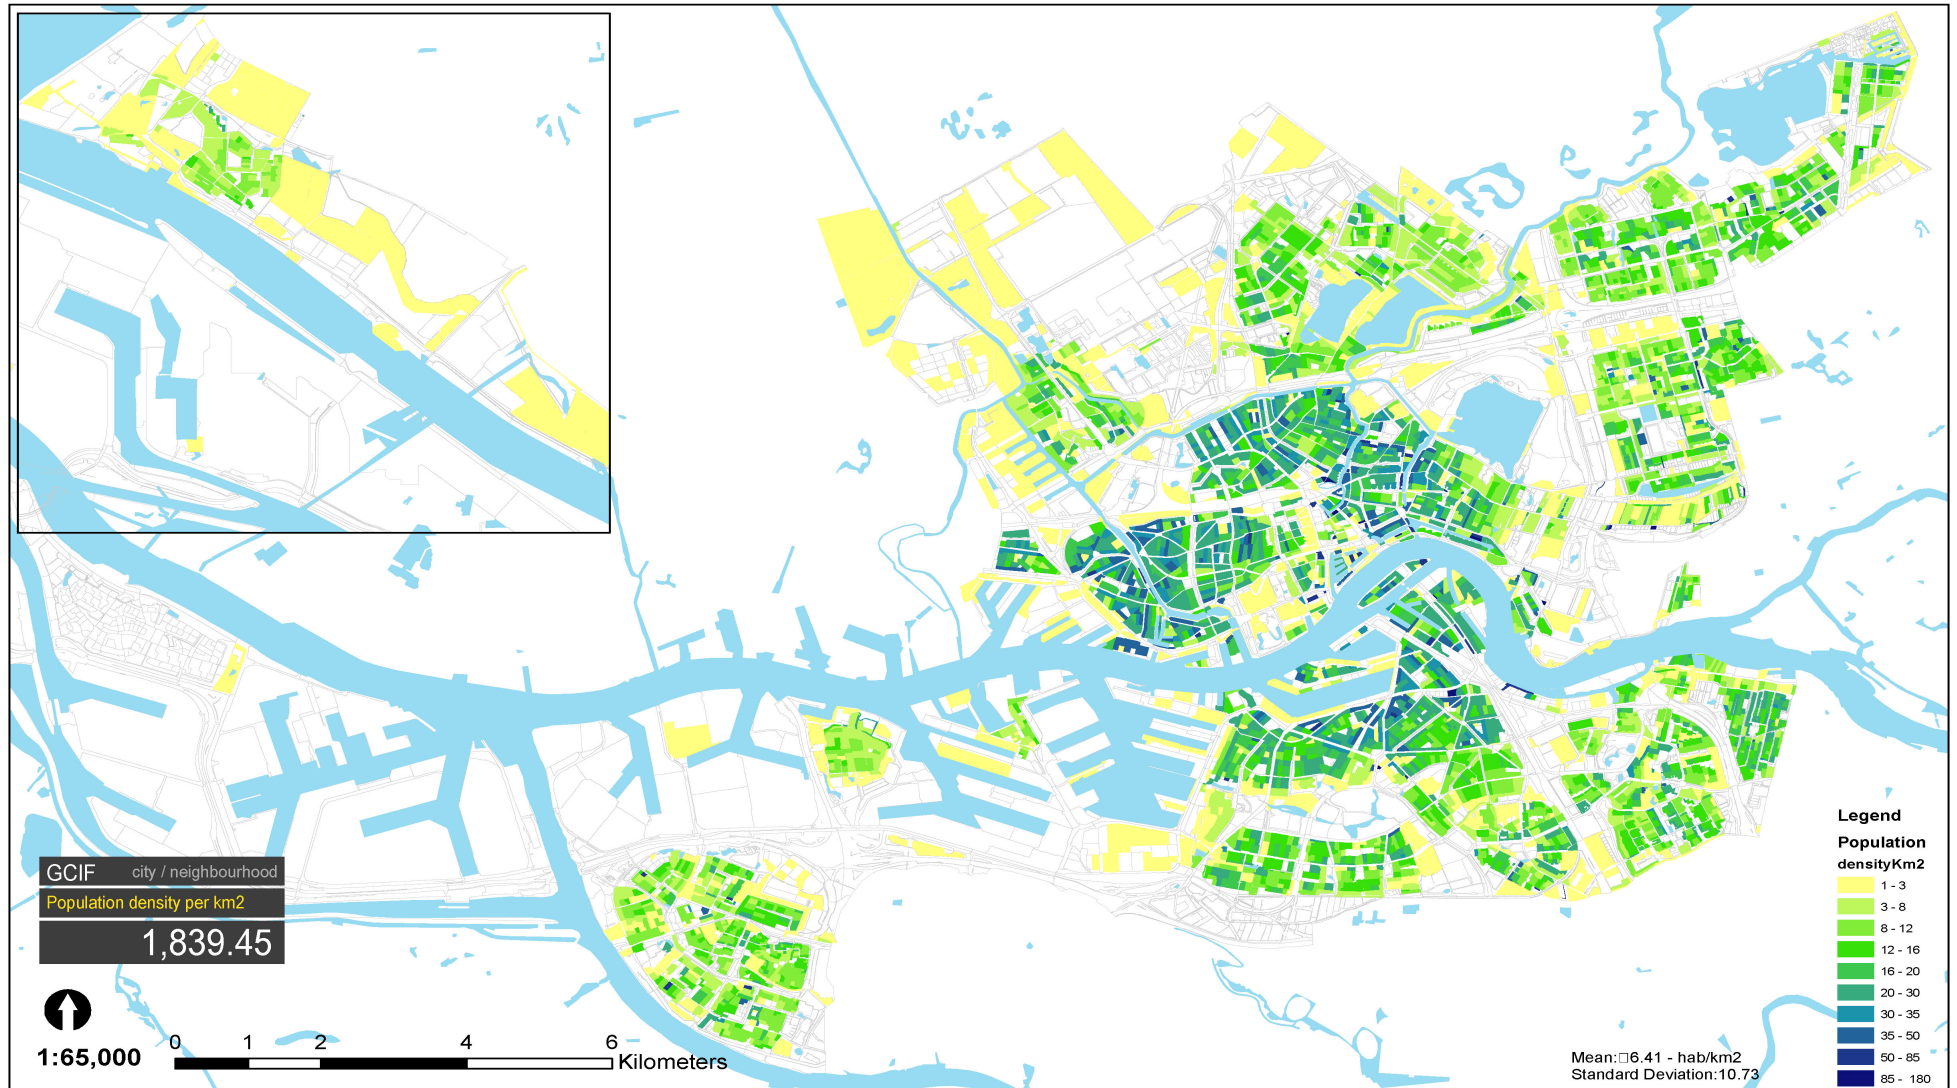 GCIF city / neighbourhood
Population density per km2
1,839.45
1:65,000
0 1 2 4 6
Kilometers
Legend
Population
densityKm2
1 - 3
3 - 8
8 - 12
12 - 16
16 - 20
20 - 30
30 - 35
35 - 50
50 - 85
85 - 180
Mean:□6.41 - hab/km2
Standard Deviation:10.73